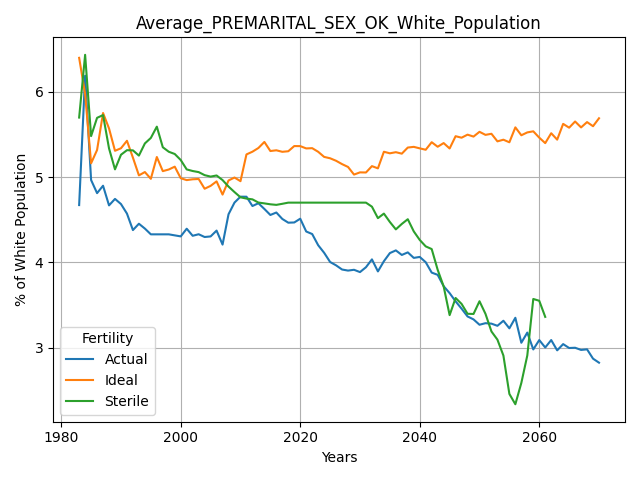 Average_PREMARITAL_SEX_OK_White_Population
% of White Population
6
5
4
3
Fertility
Actual
Ideal
Sterile
1980 2000 2020 2040 2060
Years